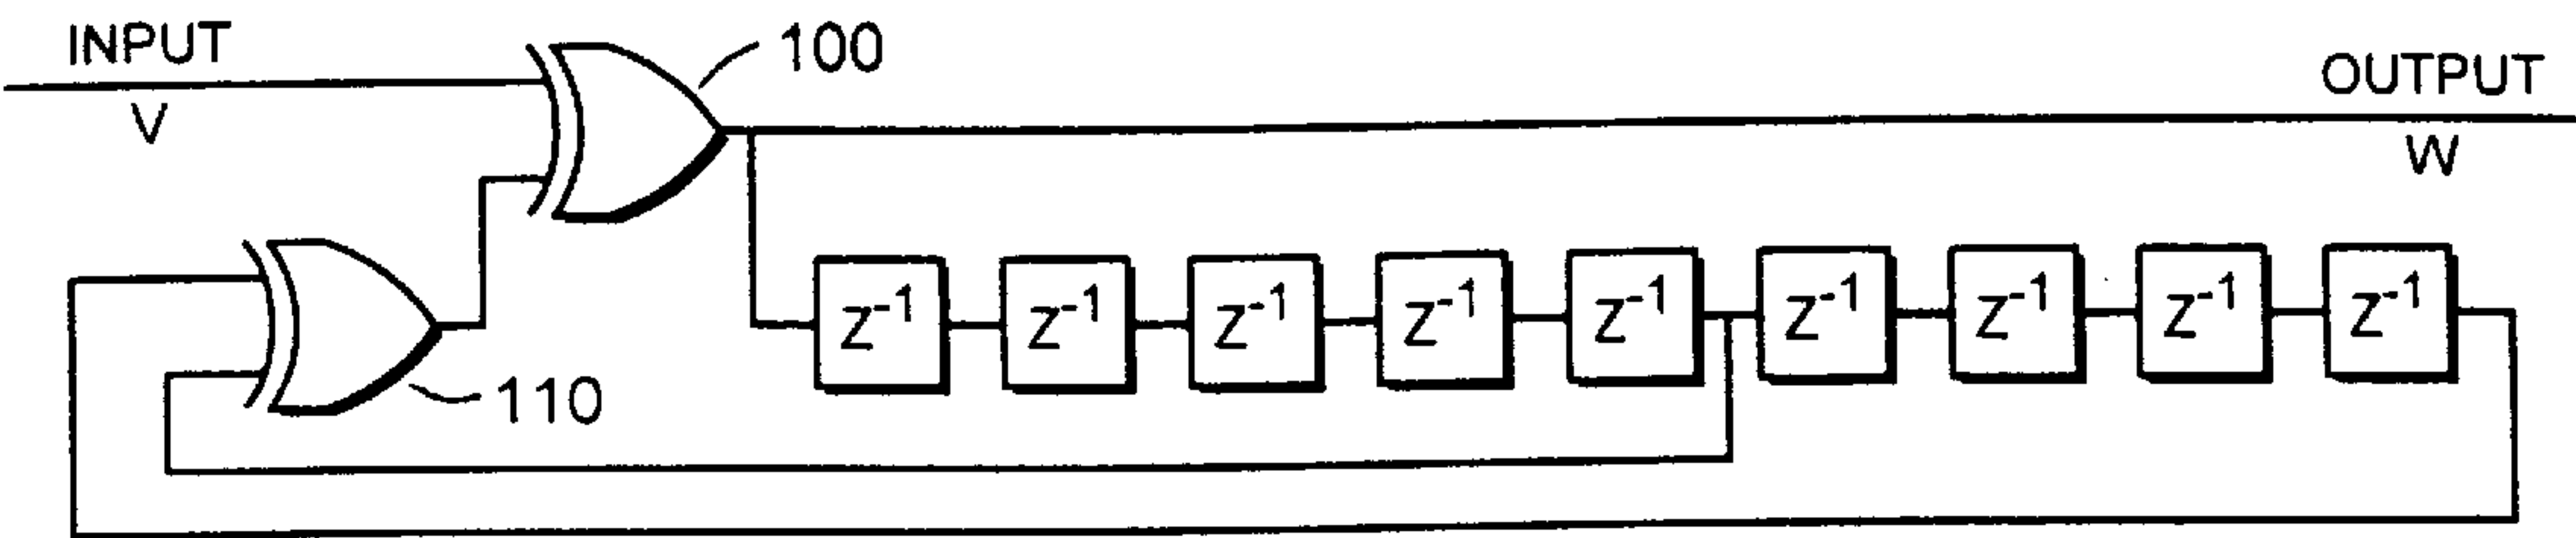 INPUT
V
100
OUTPUT
W
110
Z⁻¹ Z⁻¹ Z⁻¹ Z⁻¹ Z⁻¹ Z⁻¹ Z⁻¹ Z⁻¹ Z⁻¹